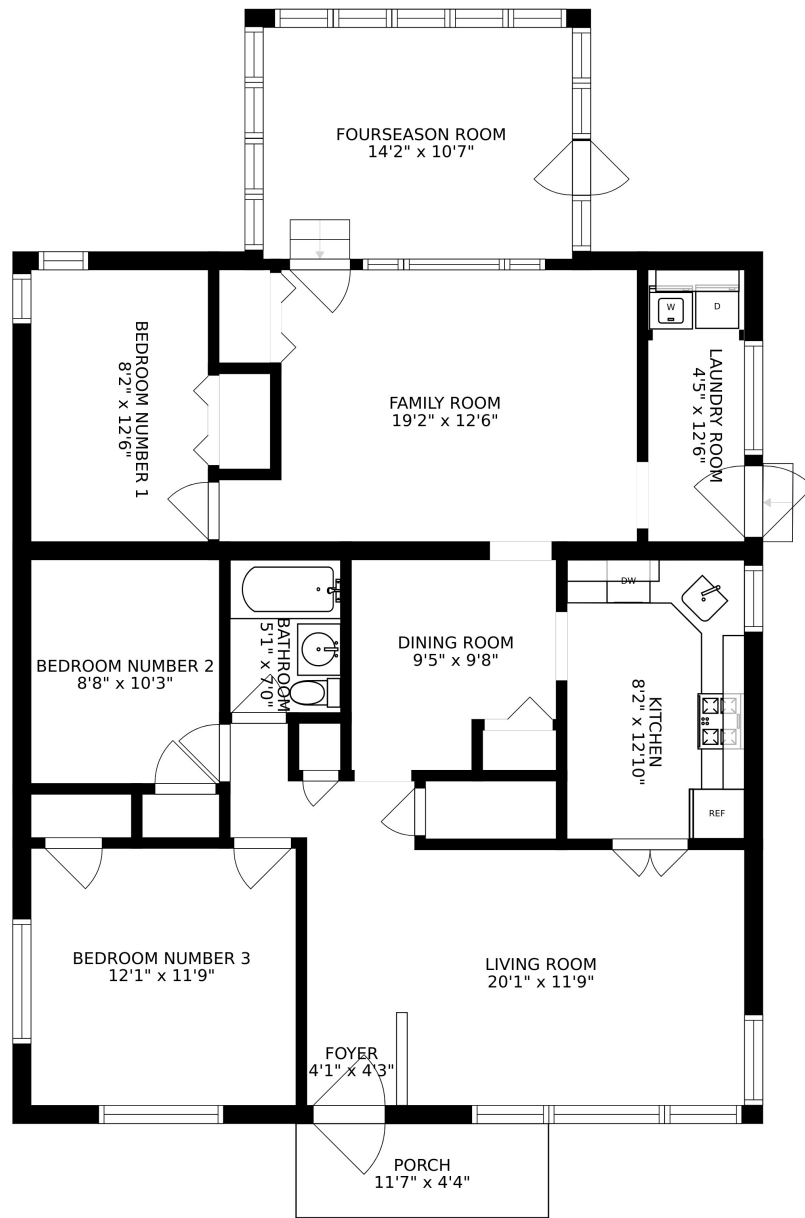 FOURSEASON ROOM
14'2" x 10'7"
BEDROOM NUMBER 1
8'2" x 12'6"
FAMILY ROOM
19'2" x 12'6"
W
D
LAUNDRY ROOM
4'5" x 12'6"
BEDROOM NUMBER 2
8'8" x 10'3"
BATHROOM
5'1" x 7'0"
DINING ROOM
9'5" x 9'8"
DW
KITCHEN
8'2" x 12'10"
REF
BEDROOM NUMBER 3
12'1" x 11'9"
LIVING ROOM
20'1" x 11'9"
FOYER
4'1" x 4'3"
PORCH
11'7" x 4'4"